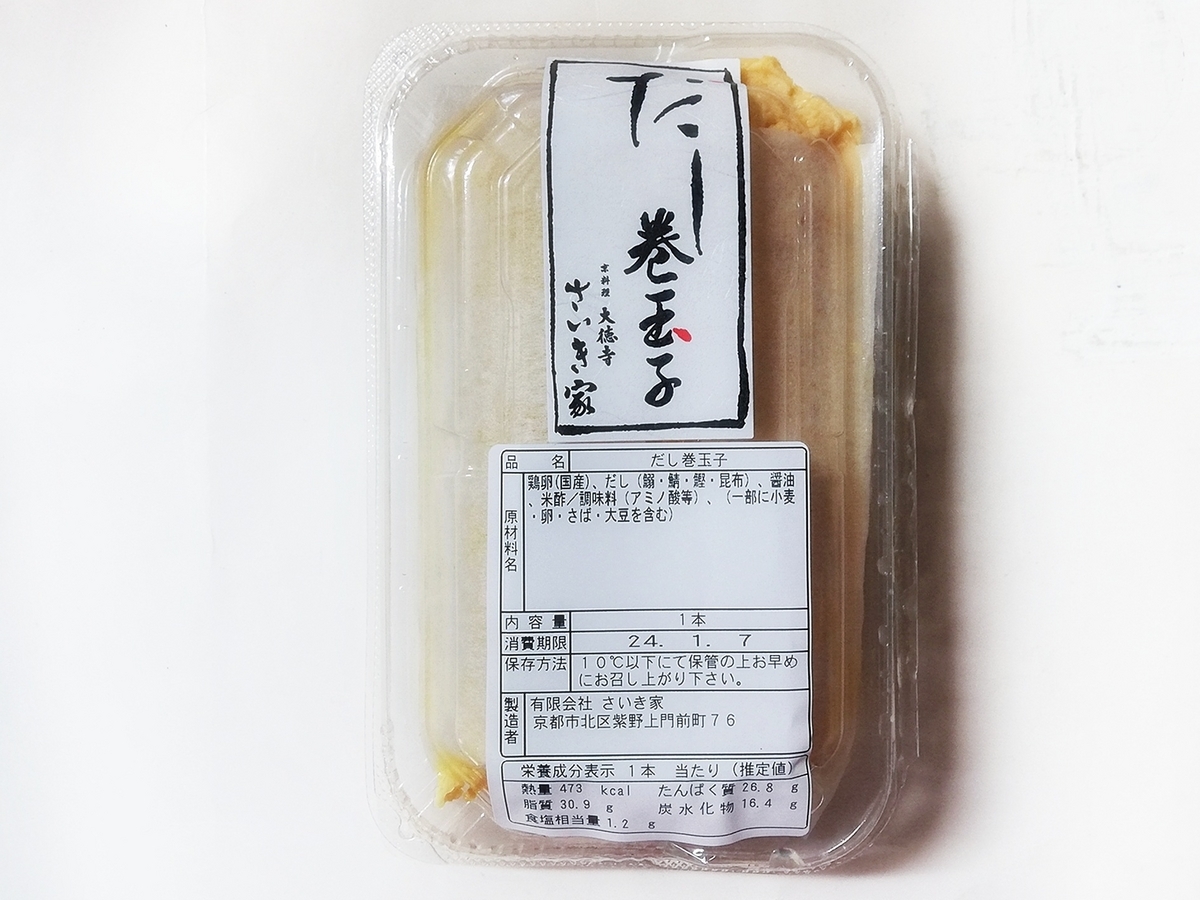 だし巻玉子
京料理 大徳寺
さいき家
品名 だし巻玉子
原材料名 鶏卵(国産)、だし（鰯・鯖・鰹・昆布）、醤油
、米酢／調味料（アミノ酸等）、（一部に小麦
・卵・さば・大豆を含む）
内容量 1本
消費期限 24. 1. 7
保存方法 10℃以下にて保管の上お早め
にお召し上がり下さい。
製造者 有限会社 さいき家
京都市北区紫野上門前町76
栄養成分表示 1本 当たり（推定値）
熱量 473 kcal たんぱく質 26.8 g
脂質 30.9 g 炭水化物 16.4 g
食塩相当量 1.2 g